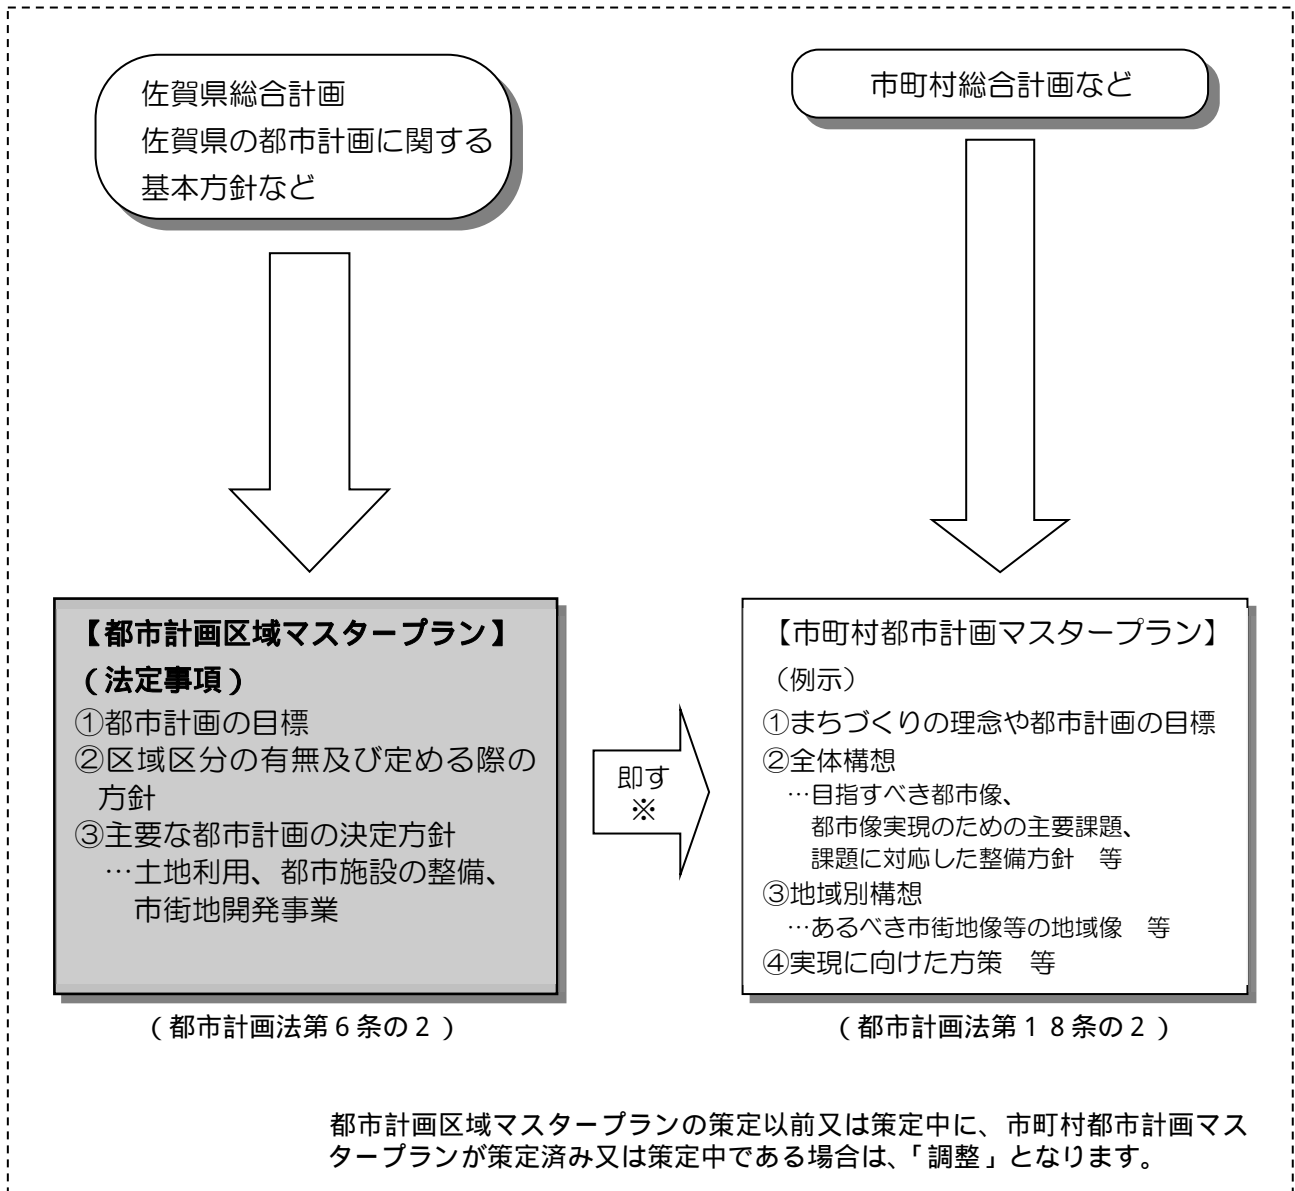 佐賀県総合計画
佐賀県の都市計画に関する
基本方針など
市町村総合計画など
【都市計画区域マスタープラン】
(法定事項)
①都市計画の目標
②区域区分の有無及び定める際の
方針
③主要な都市計画の決定方針
…土地利用、都市施設の整備、
市街地開発事業
(都市計画法第6条の2)
即す
※
【市町村都市計画マスタープラン】
(例示)
①まちづくりの理念や都市計画の目標
②全体構想
…目指すべき都市像、
都市像実現のための主要課題、
課題に対応した整備方針 等
③地域別構想
…あるべき市街地像等の地域像 等
④実現に向けた方策 等
(都市計画法第18条の2)
都市計画区域マスタープランの策定以前又は策定中に、市町村都市計画マス
タープランが策定済み又は策定中である場合は、「調整」となります。